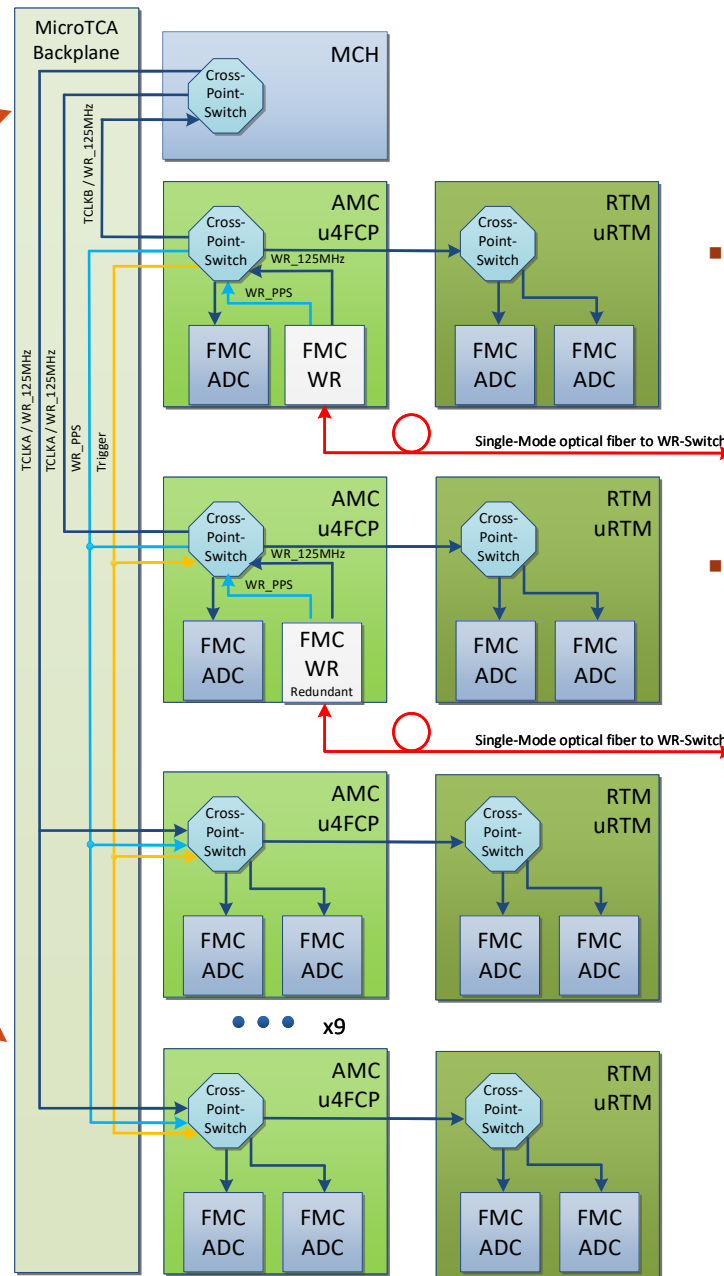 MicroTCA
Backplane
MCH
Cross-
Point-
Switch
TCLKB / WR_125MHz
TCLKA / WR_125MHz
TCLKA / WR_125MHz
WR_PPS
Trigger
AMC
u4FCP
Cross-
Point-
Switch
WR_125MHz
WR_PPS
FMC
ADC
FMC
WR
RTM
uRTM
Cross-
Point-
Switch
FMC
ADC
FMC
ADC
Single-Mode optical fiber to WR-Switch
AMC
u4FCP
Cross-
Point-
Switch
WR_125MHz
WR_PPS
FMC
ADC
FMC
WR
Redundant
RTM
uRTM
Cross-
Point-
Switch
FMC
ADC
FMC
ADC
Single-Mode optical fiber to WR-Switch
AMC
u4FCP
Cross-
Point-
Switch
FMC
ADC
FMC
ADC
RTM
uRTM
Cross-
Point-
Switch
FMC
ADC
FMC
ADC
x9
AMC
u4FCP
Cross-
Point-
Switch
FMC
ADC
FMC
ADC
RTM
uRTM
Cross-
Point-
Switch
FMC
ADC
FMC
ADC